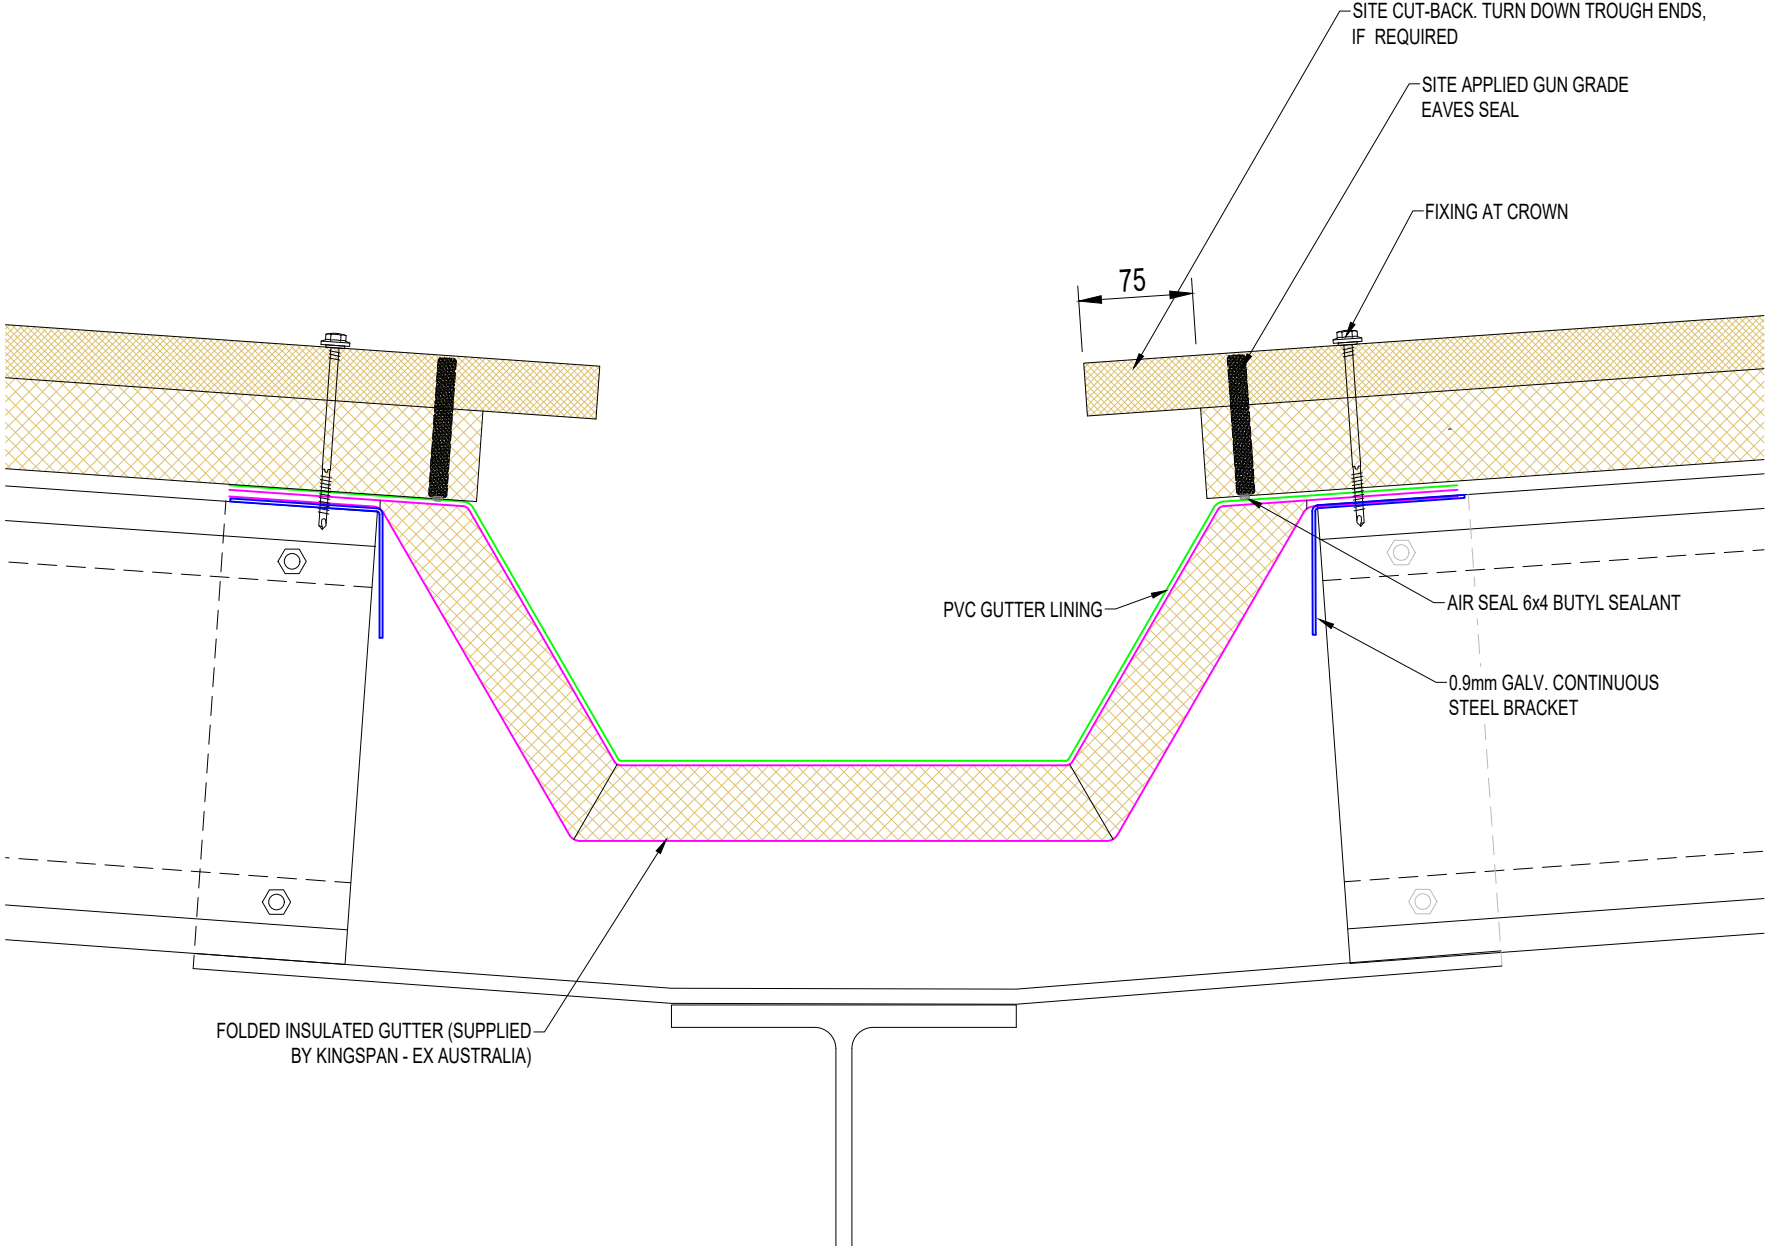 SITE CUT-BACK. TURN DOWN TROUGH ENDS,
IF REQUIRED
SITE APPLIED GUN GRADE
EAVES SEAL
FIXING AT CROWN
75
PVC GUTTER LINING
AIR SEAL 6x4 BUTYL SEALANT
0.9mm GALV. CONTINUOUS
STEEL BRACKET
FOLDED INSULATED GUTTER (SUPPLIED
BY KINGSPAN - EX AUSTRALIA)